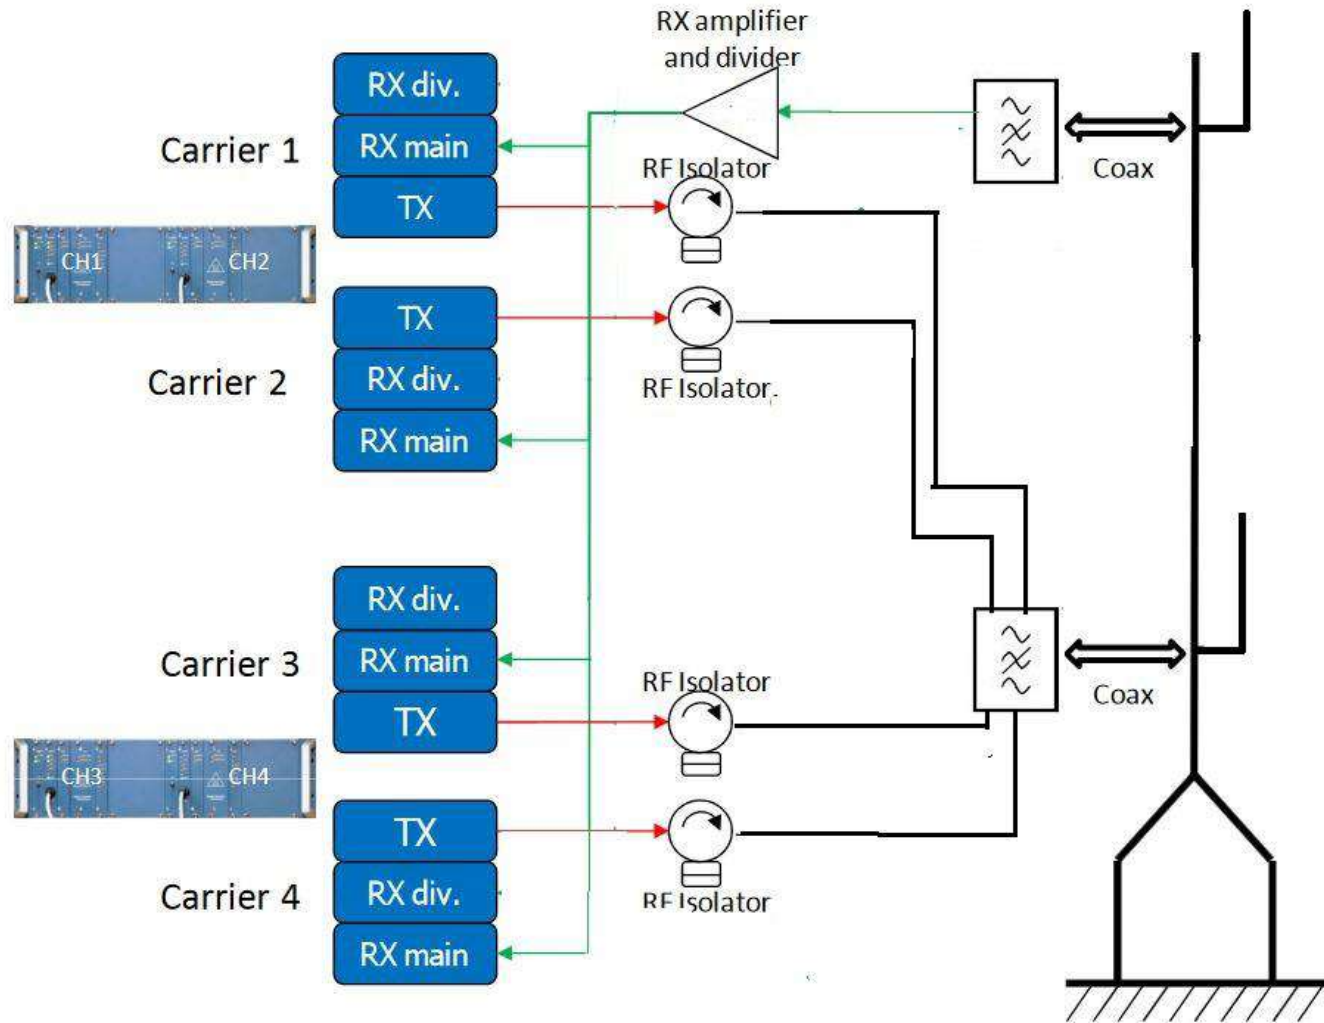 RX amplifier
and divider
RX div.
Carrier 1
RX main
RF Isolator
Coax
TX
CH1
CH2
TX
Carrier 2
RX div.
RF Isolator
RX main
RX div.
Carrier 3
RX main
RF Isolator
Coax
TX
CH3
CH4
TX
Carrier 4
RX div.
RF Isolator
RX main